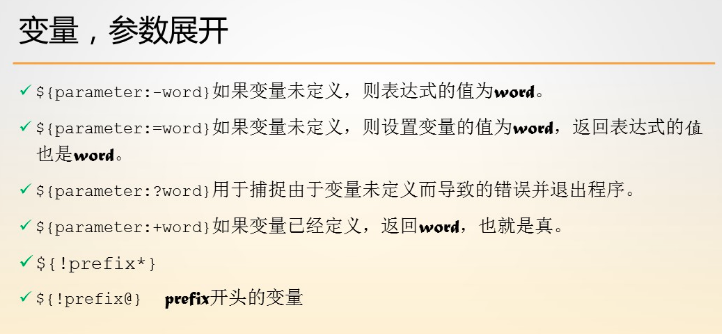 变量，参数展开
${parameter:-word}如果变量未定义，则表达式的值为word。
${parameter:=word}如果变量未定义，则设置变量的值为word，返回表达式的值
也是word。
${parameter:?word}用于捕捉由于变量未定义而导致的错误并退出程序。
${parameter:+word}如果变量已经定义，返回word，也就是真。
${!prefix*}
${!prefix@} prefix开头的变量